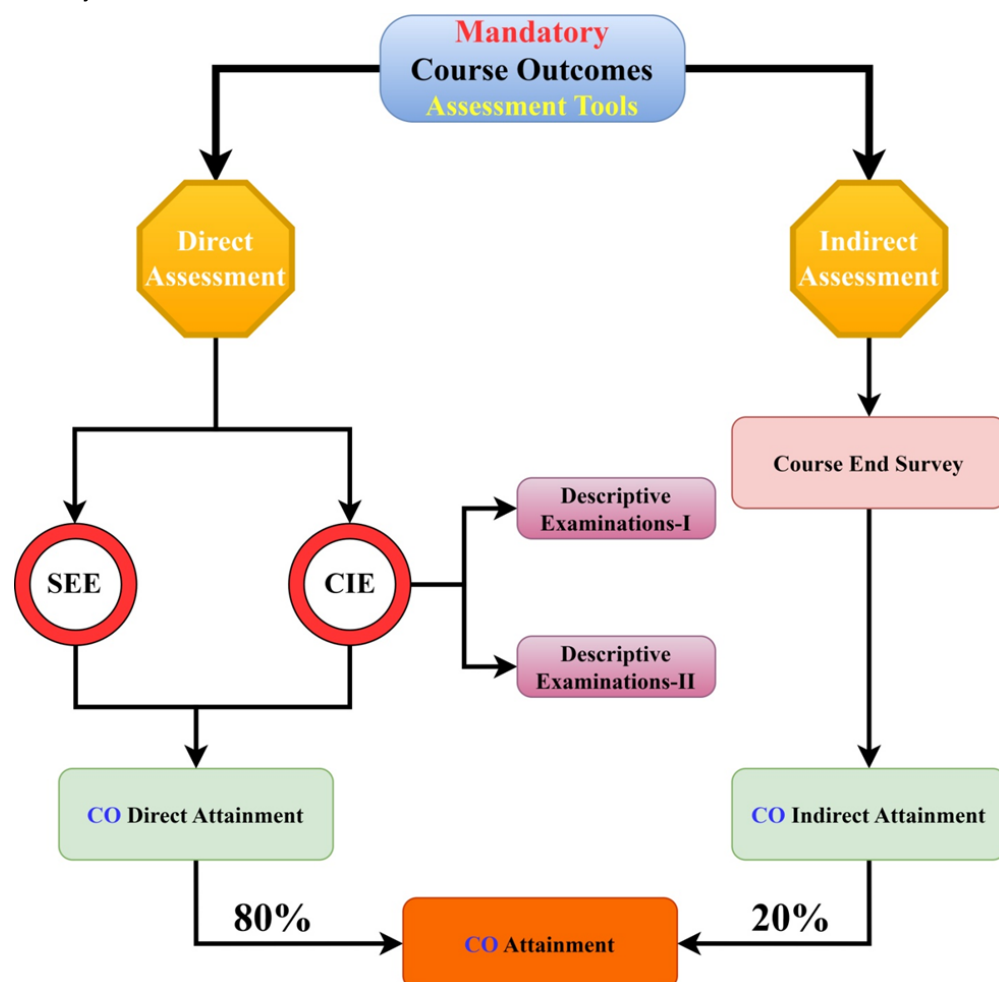 Mandatory
Course Outcomes
Assessment Tools
Direct
Assessment
Indirect
Assessment
Course End Survey
SEE
CIE
Descriptive
Examinations-I
Descriptive
Examinations-II
CO Direct Attainment
CO Indirect Attainment
80%
20%
CO Attainment